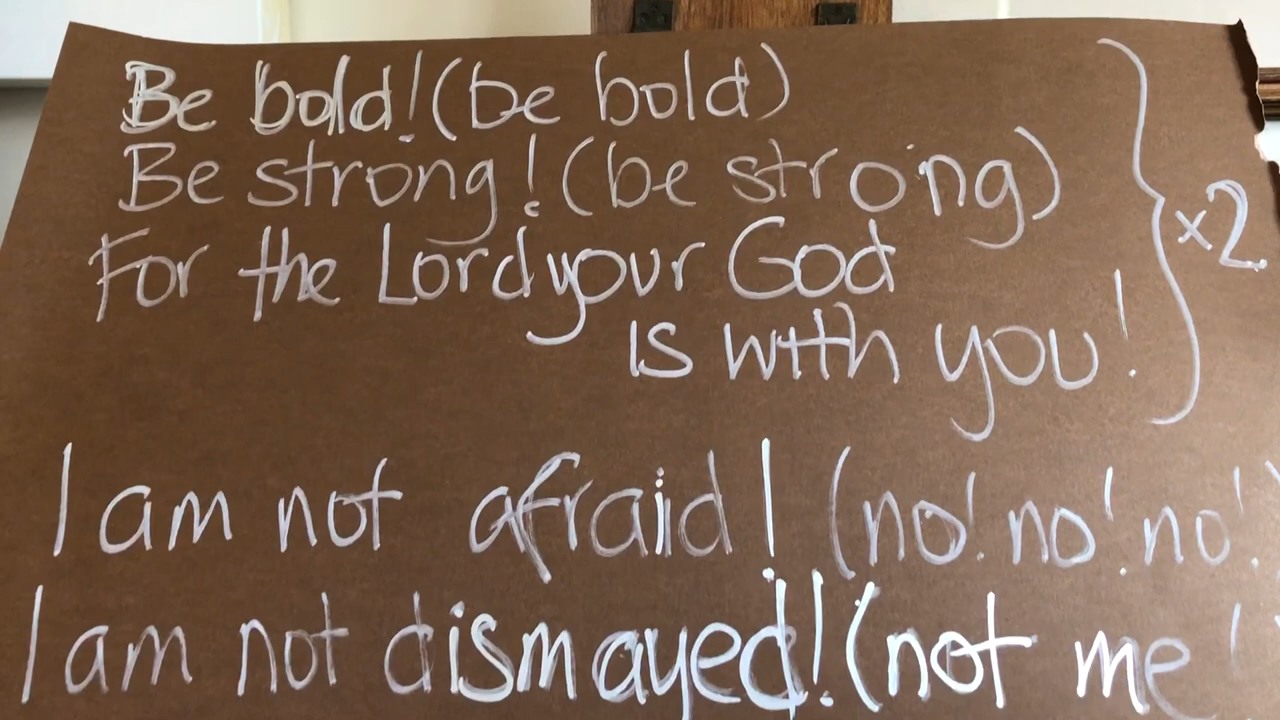 Be bold! (be bold)
Be strong! (be strong)
For the Lord your God
is with you!
} x2
I am not afraid! (no! no! no!)
I am not dismayed! (not me!)